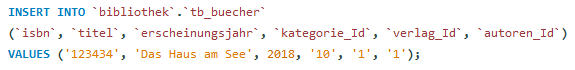 INSERT INTO `bibliothek`.`tb_buecher`
(`isbn`, `titel`, `erscheinungsjahr`, `kategorie_Id`, `verlag_Id`, `autoren_Id`)
VALUES ('123434', 'Das Haus am See', 2018, '10', '1', '1');